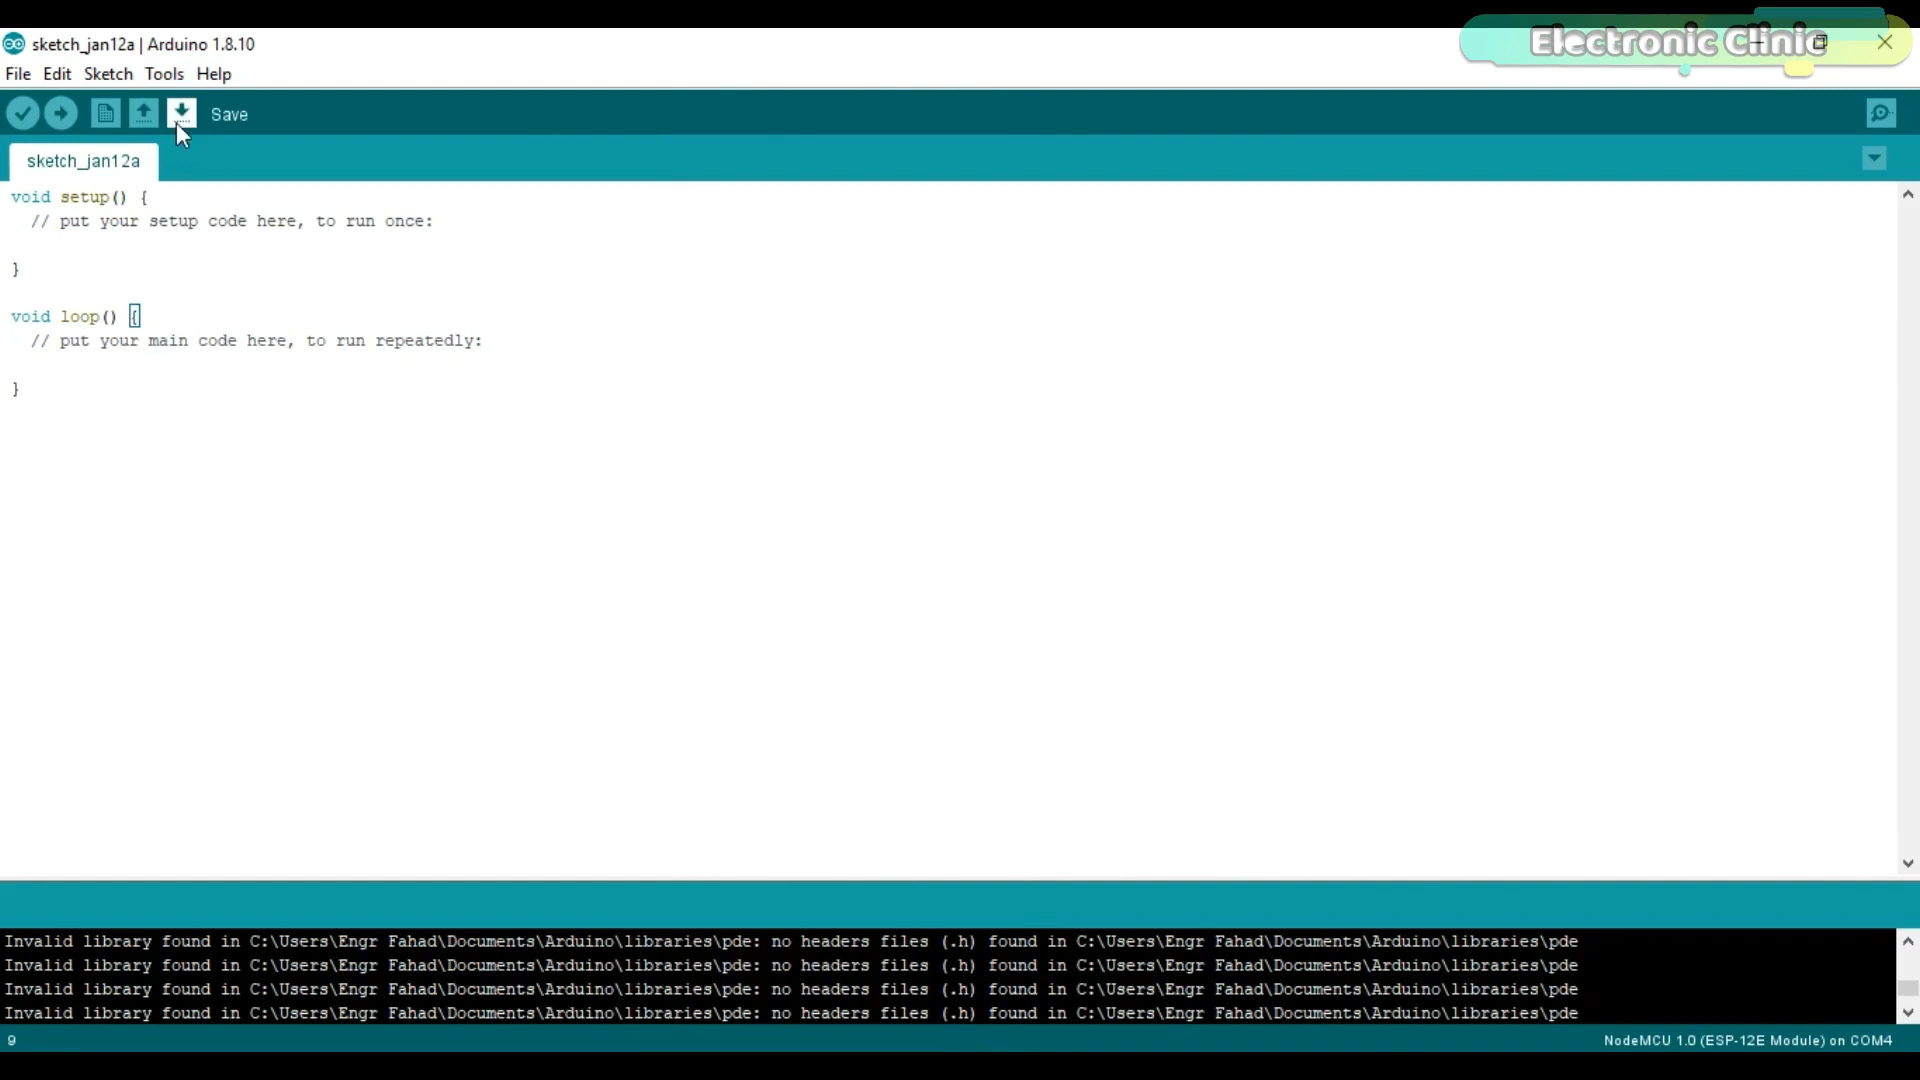 Electronic Clinic
sketch_jan12a | Arduino 1.8.10
File Edit Sketch Tools Help
Save
sketch_jan12a
void setup() {
// put your setup code here, to run once:
}
void loop() {
// put your main code here, to run repeatedly:
}
Invalid library found in C:\Users\Engr Fahad\Documents\Arduino\libraries\pde: no headers files (.h) found in C:\Users\Engr Fahad\Documents\Arduino\libraries\pde
Invalid library found in C:\Users\Engr Fahad\Documents\Arduino\libraries\pde: no headers files (.h) found in C:\Users\Engr Fahad\Documents\Arduino\libraries\pde
Invalid library found in C:\Users\Engr Fahad\Documents\Arduino\libraries\pde: no headers files (.h) found in C:\Users\Engr Fahad\Documents\Arduino\libraries\pde
Invalid library found in C:\Users\Engr Fahad\Documents\Arduino\libraries\pde: no headers files (.h) found in C:\Users\Engr Fahad\Documents\Arduino\libraries\pde
9 NodeMCU 1.0 (ESP-12E Module) on COM4